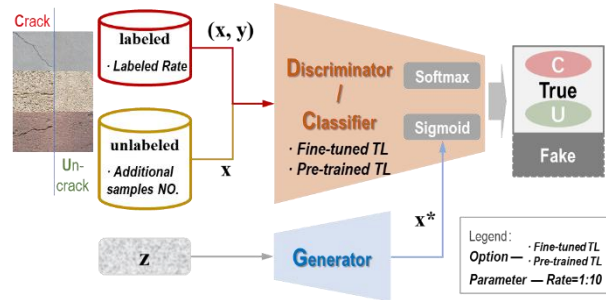 Crack
Un-
crack
labeled
· Labeled Rate
(x, y)
unlabeled
· Additional
samples NO.
x
Discriminator
/
Classifier
· Fine-tuned TL
· Pre-trained TL
Softmax
Sigmoid
C
True
U
Fake
z
Generator
x*
Legend:
Option — · Fine-tuned TL
· Pre-trained TL
Parameter — Rate=1:10